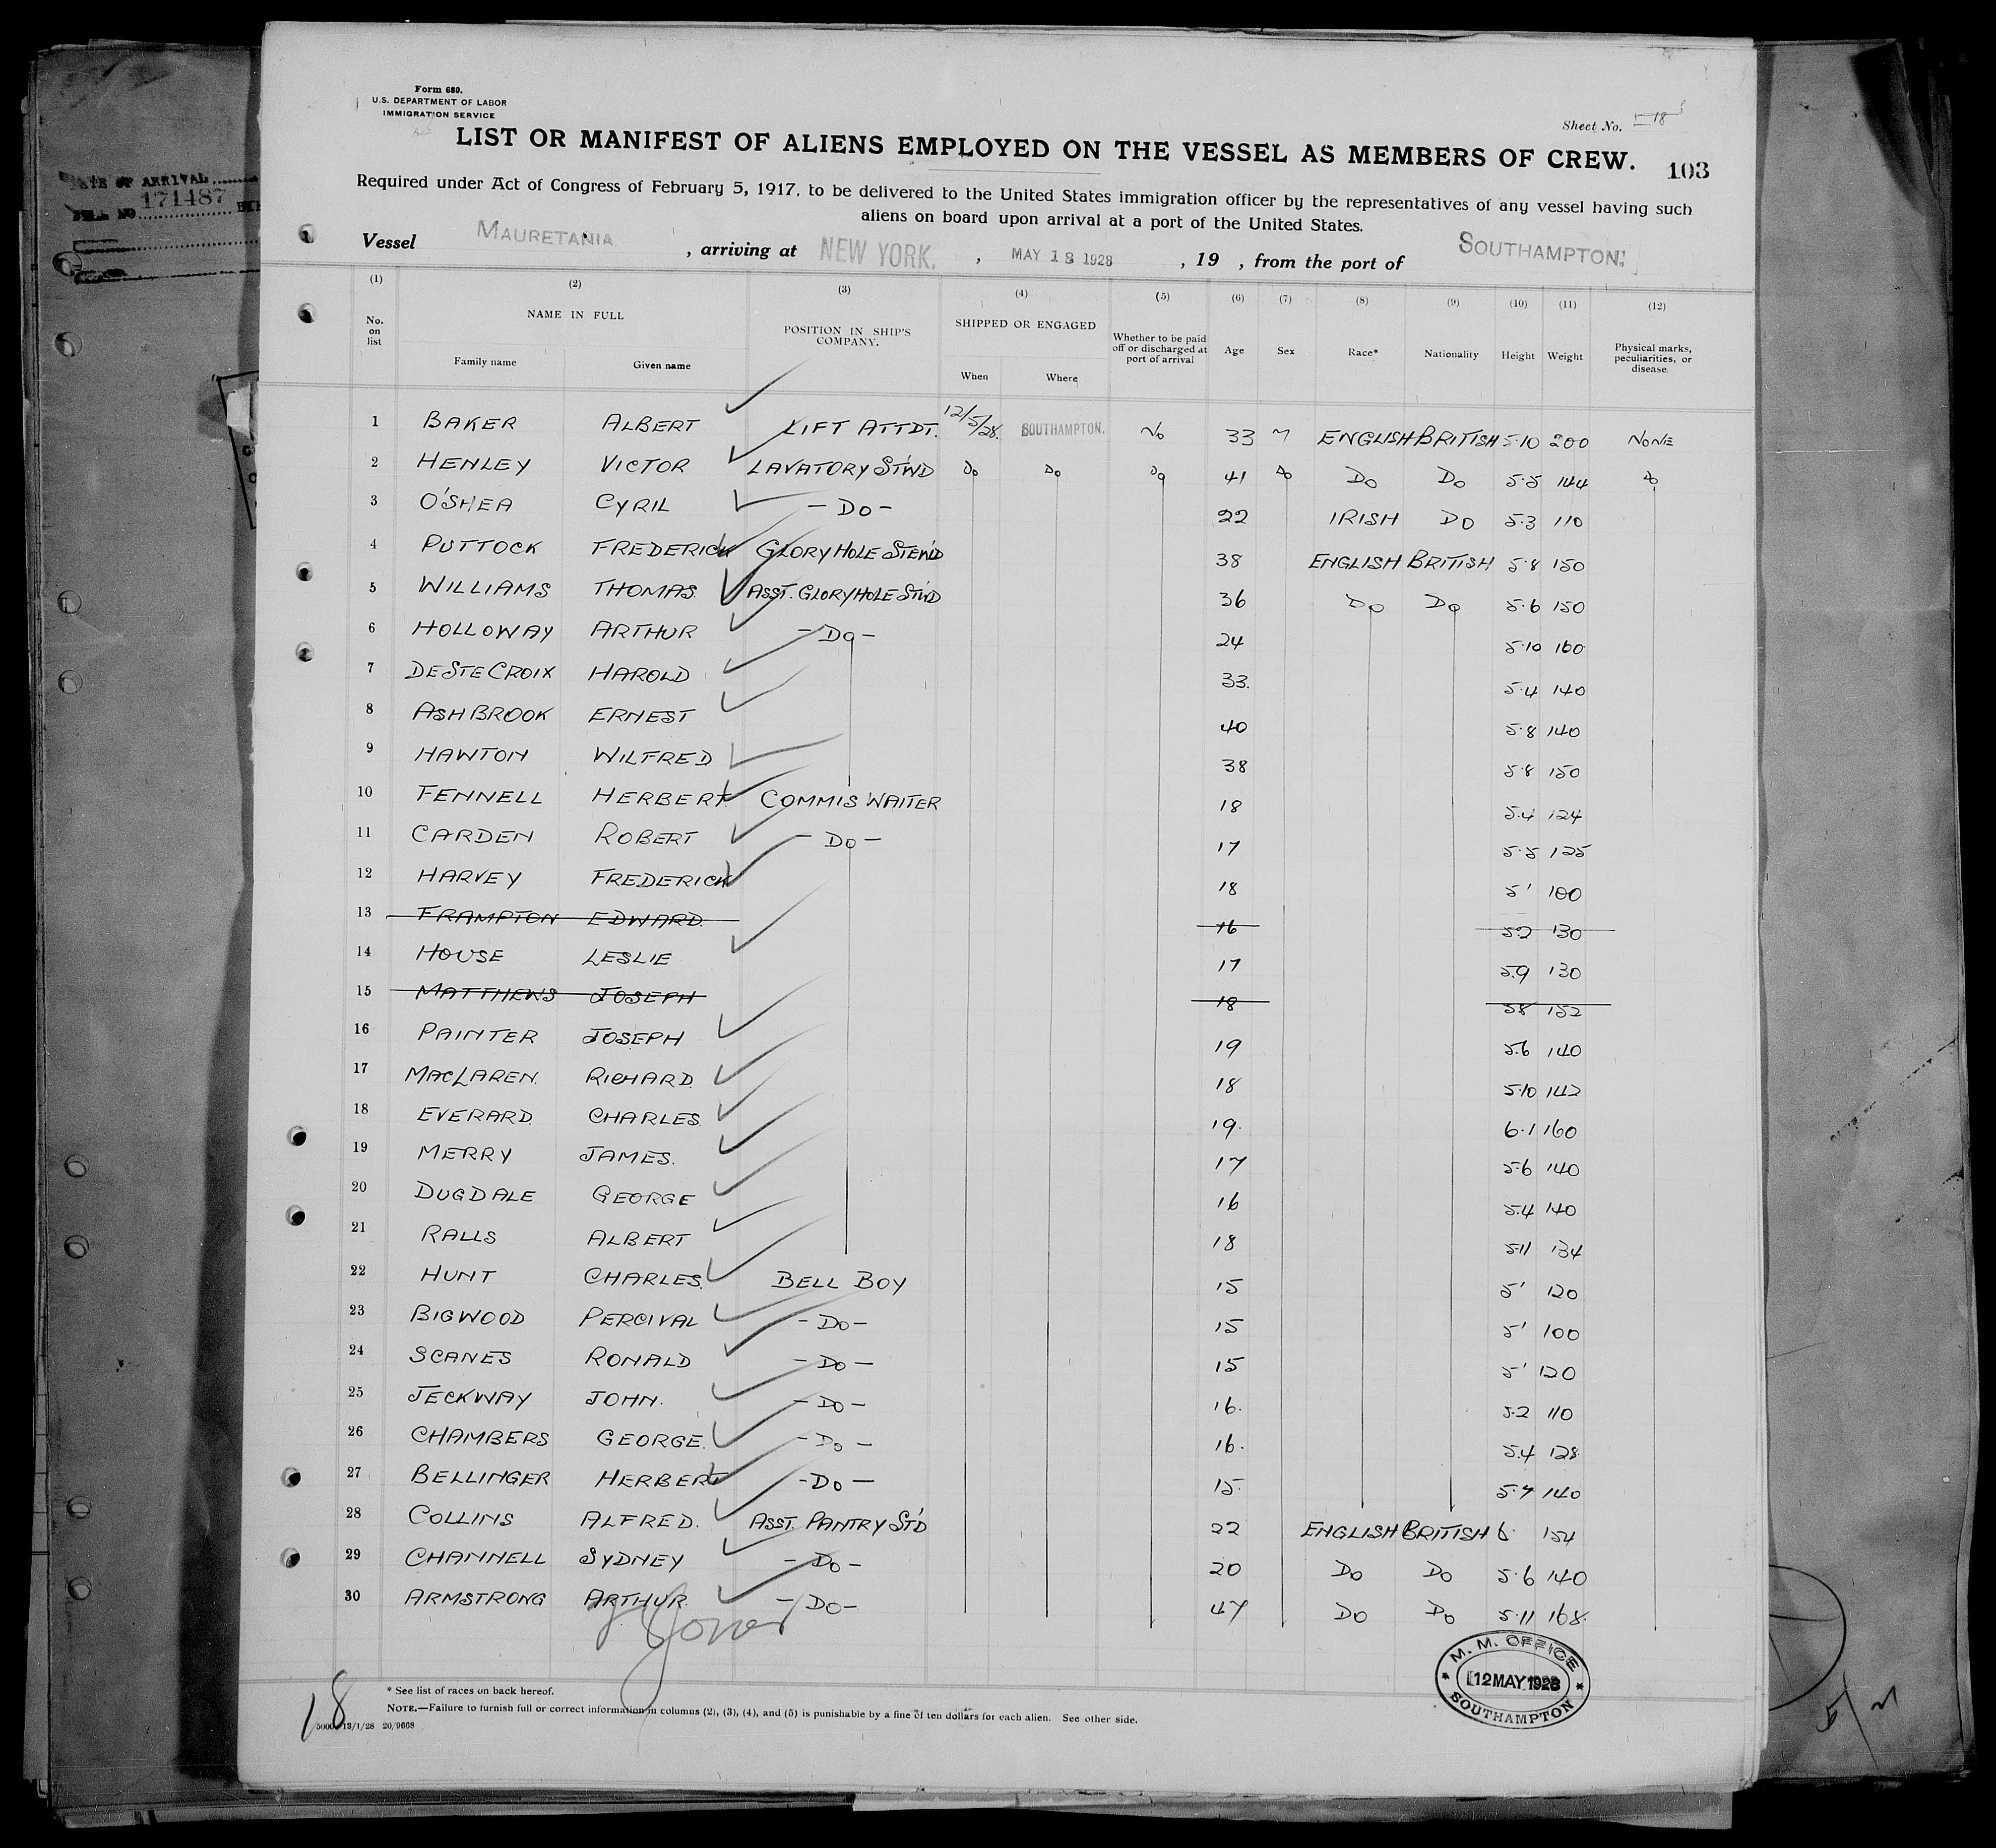 Form 680.
U.S. DEPARTMENT OF LABOR
IMMIGRATION SERVICE
Sheet No. 18
LIST OR MANIFEST OF ALIENS EMPLOYED ON THE VESSEL AS MEMBERS OF CREW.
103
Required under Act of Congress of February 5, 1917, to be delivered to the United States immigration officer by the representatives of any vessel having such
aliens on board upon arrival at a port of the United States.
Vessel MAURETANIA, arriving at NEW YORK., MAY 18 1928, 19 , from the port of SOUTHAMPTON.
(1) (2) (3) (4) (5) (6) (7) (8) (9) (10) (11) (12)
No. on list NAME IN FULL POSITION IN SHIP'S COMPANY. SHIPPED OR ENGAGED Whether to be paid off or discharged at port of arrival Age Sex Race* Nationality Height Weight Physical marks, peculiarities, or disease
Family name Given name When Where
1 BAKER ALBERT LIFT ATTDT. 12/5/28. SOUTHAMPTON. No 33 M ENGLISH BRITISH 5.10 200 NONE
2 HENLEY VICTOR LAVATORY ST'WD Do Do Do 41 Do Do Do 5.5 144 Do
3 O'SHEA CYRIL - Do - 22 IRISH DO 5.3 110
4 PUTTOCK FREDERICK GLORY HOLE STEW'D 38 ENGLISH BRITISH 5.8 150
5 WILLIAMS THOMAS. ASST. GLORY HOLE ST'WD 36 Do Do 5.6 150
6 HOLLOWAY ARTHUR - Do - 24 5.10 160
7 DESTECROIX HAROLD 33. 5.4 140
8 ASHBROOK ERNEST 40 5.8 140
9 HAWTON WILFRED 38 5.8 150
10 FENNELL HERBERT COMMIS WAITER 18 5.4 124
11 CARDEN ROBERT - Do - 17 5.5 125
12 HARVEY FREDERICK 18 5' 100
13 FRAMPTON EDWARD. 16 5.2 130
14 HOUSE LESLIE 17 5.9 130
15 MATTHEWS JOSEPH 18 5.8 152
16 PAINTER JOSEPH 19 5.6 140
17 MACLAREN. RICHARD. 18 5.10 142
18 EVERARD. CHARLES. 19. 6.1 160
19 MERRY JAMES. 17 5.6 140
20 DUGDALE GEORGE 16 5.4 140
21 RALLS ALBERT 18 5.11 134
22 HUNT CHARLES. BELL BOY 15 5' 120
23 BIGWOOD PERCIVAL - Do - 15 5' 100
24 SCANES RONALD - Do - 15 5' 120
25 JECKWAY JOHN. - Do - 16. 5.2 110
26 CHAMBERS GEORGE. - Do - 16. 5.4 128
27 BELLINGER HERBERT - Do - 15. 5.7 140
28 COLLINS ALFRED. ASST. PANTRY ST'D 22 ENGLISH BRITISH 6. 154
29 CHANNELL SYDNEY - Do - 20 Do Do 5.6 140
30 ARMSTRONG ARTHUR. - Do - 47 Do Do 5.11 168.
* See list of races on back hereof.
NOTE.—Failure to furnish full or correct information in columns (2), (3), (4), and (5) is punishable by a fine of ten dollars for each alien. See other side.
13/1/28 20/9668
18
M. M. OFFICE
12 MAY 1928
SOUTHAMPTON
DATE OF ARRIVAL
171487